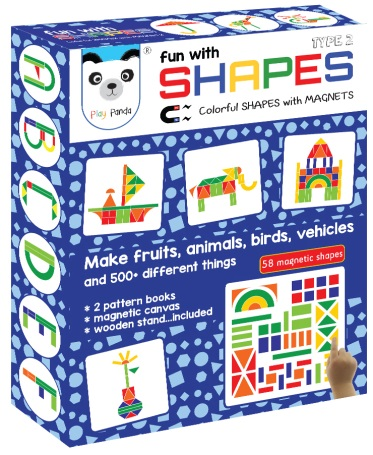 TYPE 2
fun with
®
SHAPES
Play Panda
Colorful SHAPES with MAGNETS
A
B
C
D
E
F
Make fruits, animals, birds, vehicles
and 500+ different things
58 magnetic shapes
* 2 pattern books
* magnetic canvas
* wooden stand...included